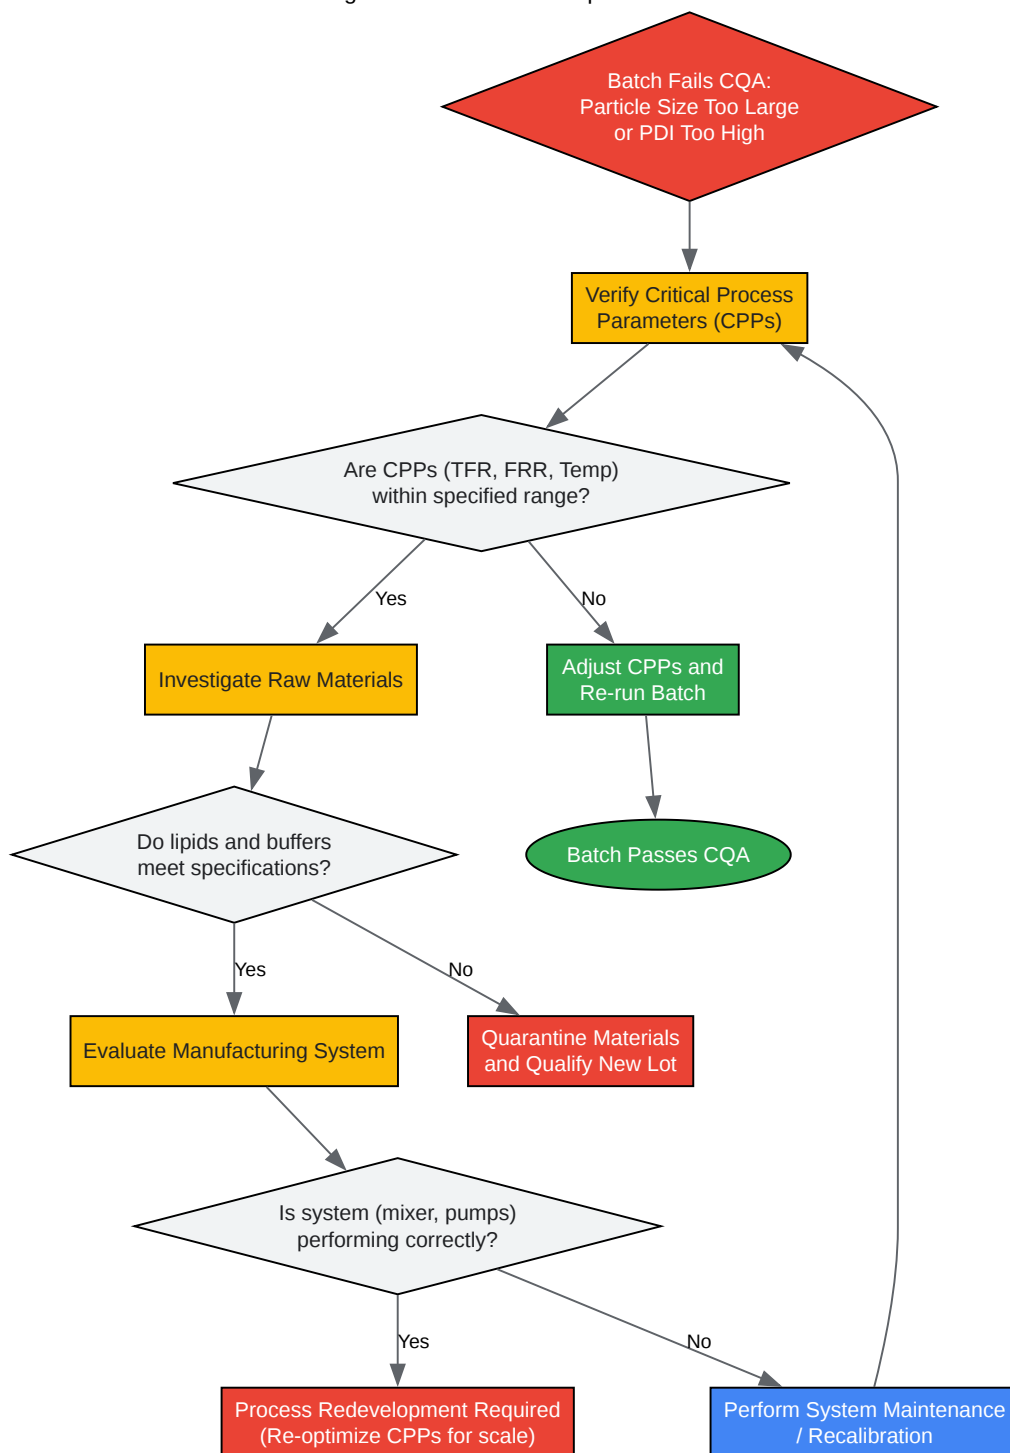 Batch Fails CQA:
Particle Size Too Large
or PDI Too High
Verify Critical Process
Parameters (CPPs)
Are CPPs (TFR, FRR, Temp)
within specified range?
Yes
No
Investigate Raw Materials
Adjust CPPs and
Re-run Batch
Do lipids and buffers
meet specifications?
Batch Passes CQA
Yes
No
Evaluate Manufacturing System
Quarantine Materials
and Qualify New Lot
Is system (mixer, pumps)
performing correctly?
Yes
No
Process Redevelopment Required
(Re-optimize CPPs for scale)
Perform System Maintenance
/ Recalibration